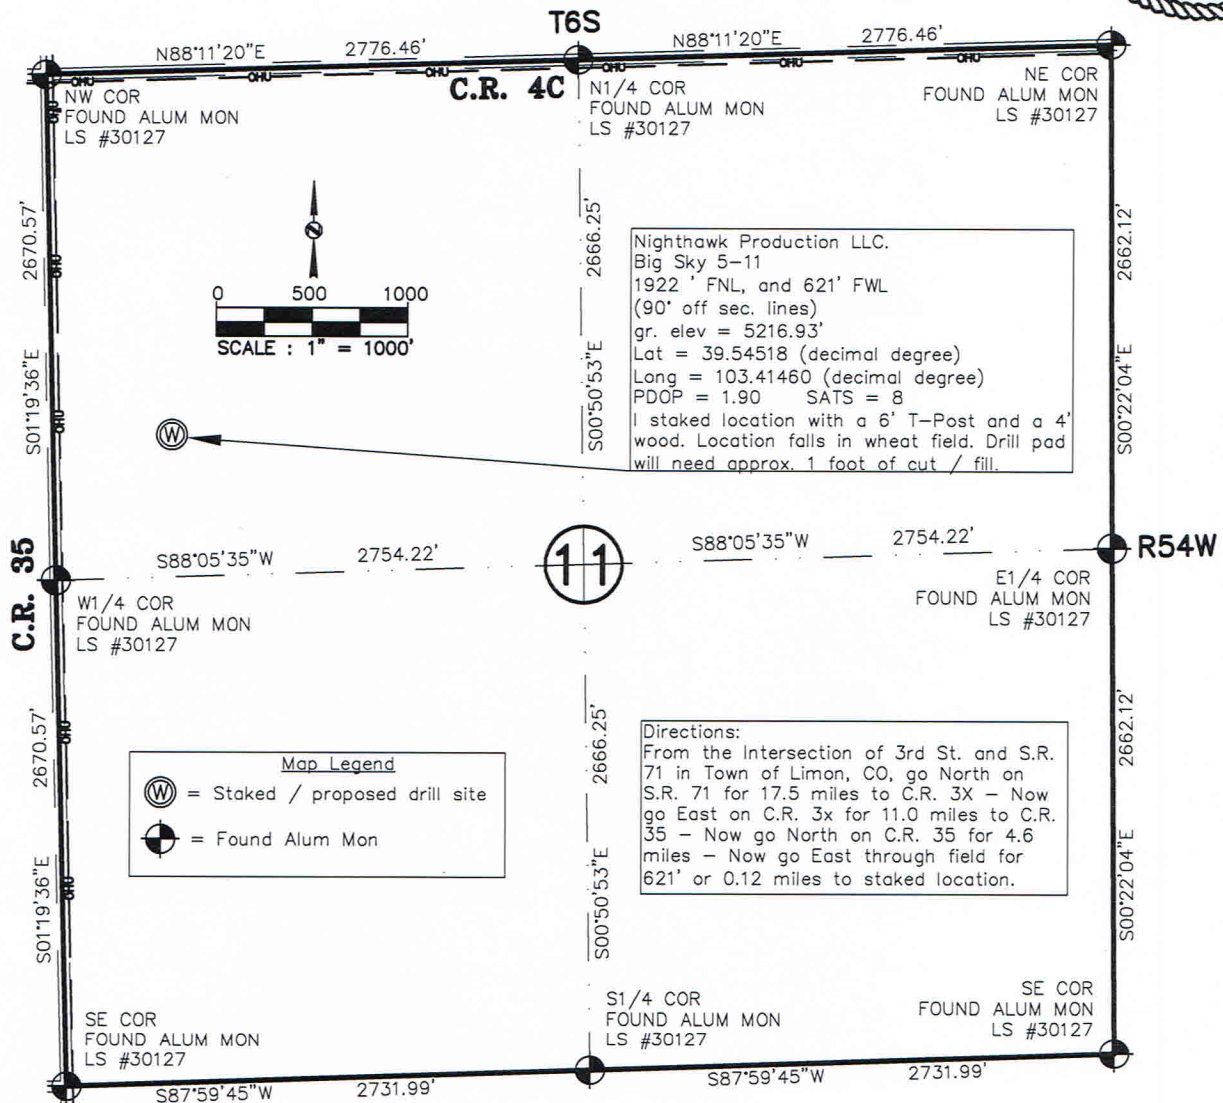 T6S
N88°11'20"E 2776.46' N88°11'20"E 2776.46'
OHU OHU OHU OHU OHU
C.R. 4C
NW COR
FOUND ALUM MON
LS #30127
N1/4 COR
FOUND ALUM MON
LS #30127
NE COR
FOUND ALUM MON
LS #30127
OHU
2670.57'
OHU
S01°19'36"E
OHU
N
0 500 1000
SCALE : 1" = 1000'
2666.25'
S00°50'53"E
Nighthawk Production LLC.
Big Sky 5-11
1922 ' FNL, and 621' FWL
(90° off sec. lines)
gr. elev = 5216.93'
Lat = 39.54518 (decimal degree)
Long = 103.41460 (decimal degree)
PDOP = 1.90 SATS = 8
I staked location with a 6' T-Post and a 4'
wood. Location falls in wheat field. Drill pad
will need approx. 1 foot of cut / fill.
2662.12'
S00°22'04"E
W
C.R. 35
S88°05'35"W 2754.22'
11
S88°05'35"W 2754.22'
R54W
W1/4 COR
FOUND ALUM MON
LS #30127
E1/4 COR
FOUND ALUM MON
LS #30127
2670.57'
OHU
S01°19'36"E
OHU
Map Legend
W = Staked / proposed drill site
= Found Alum Mon
2666.25'
S00°50'53"E
Directions:
From the Intersection of 3rd St. and S.R.
71 in Town of Limon, CO, go North on
S.R. 71 for 17.5 miles to C.R. 3X - Now
go East on C.R. 3x for 11.0 miles to C.R.
35 - Now go North on C.R. 35 for 4.6
miles - Now go East through field for
621' or 0.12 miles to staked location.
2662.12'
S00°22'04"E
SE COR
FOUND ALUM MON
LS #30127
S1/4 COR
FOUND ALUM MON
LS #30127
SE COR
FOUND ALUM MON
LS #30127
S87°59'45"W 2731.99' S87°59'45"W 2731.99'